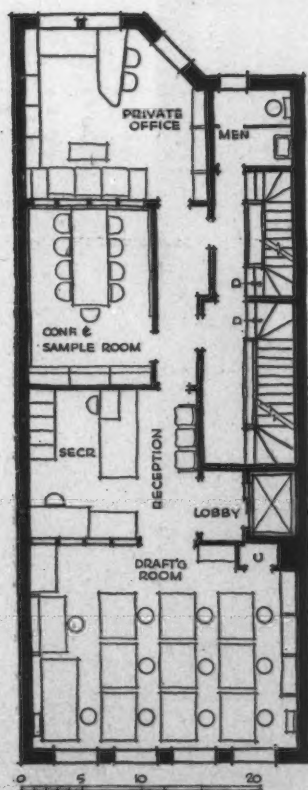 PRIVATE
OFFICE
MEN
D
D
CONF. &
SAMPLE ROOM
SECR.
RECEPTION
LOBBY
C
DRAFT'G
ROOM
0 5 10 20